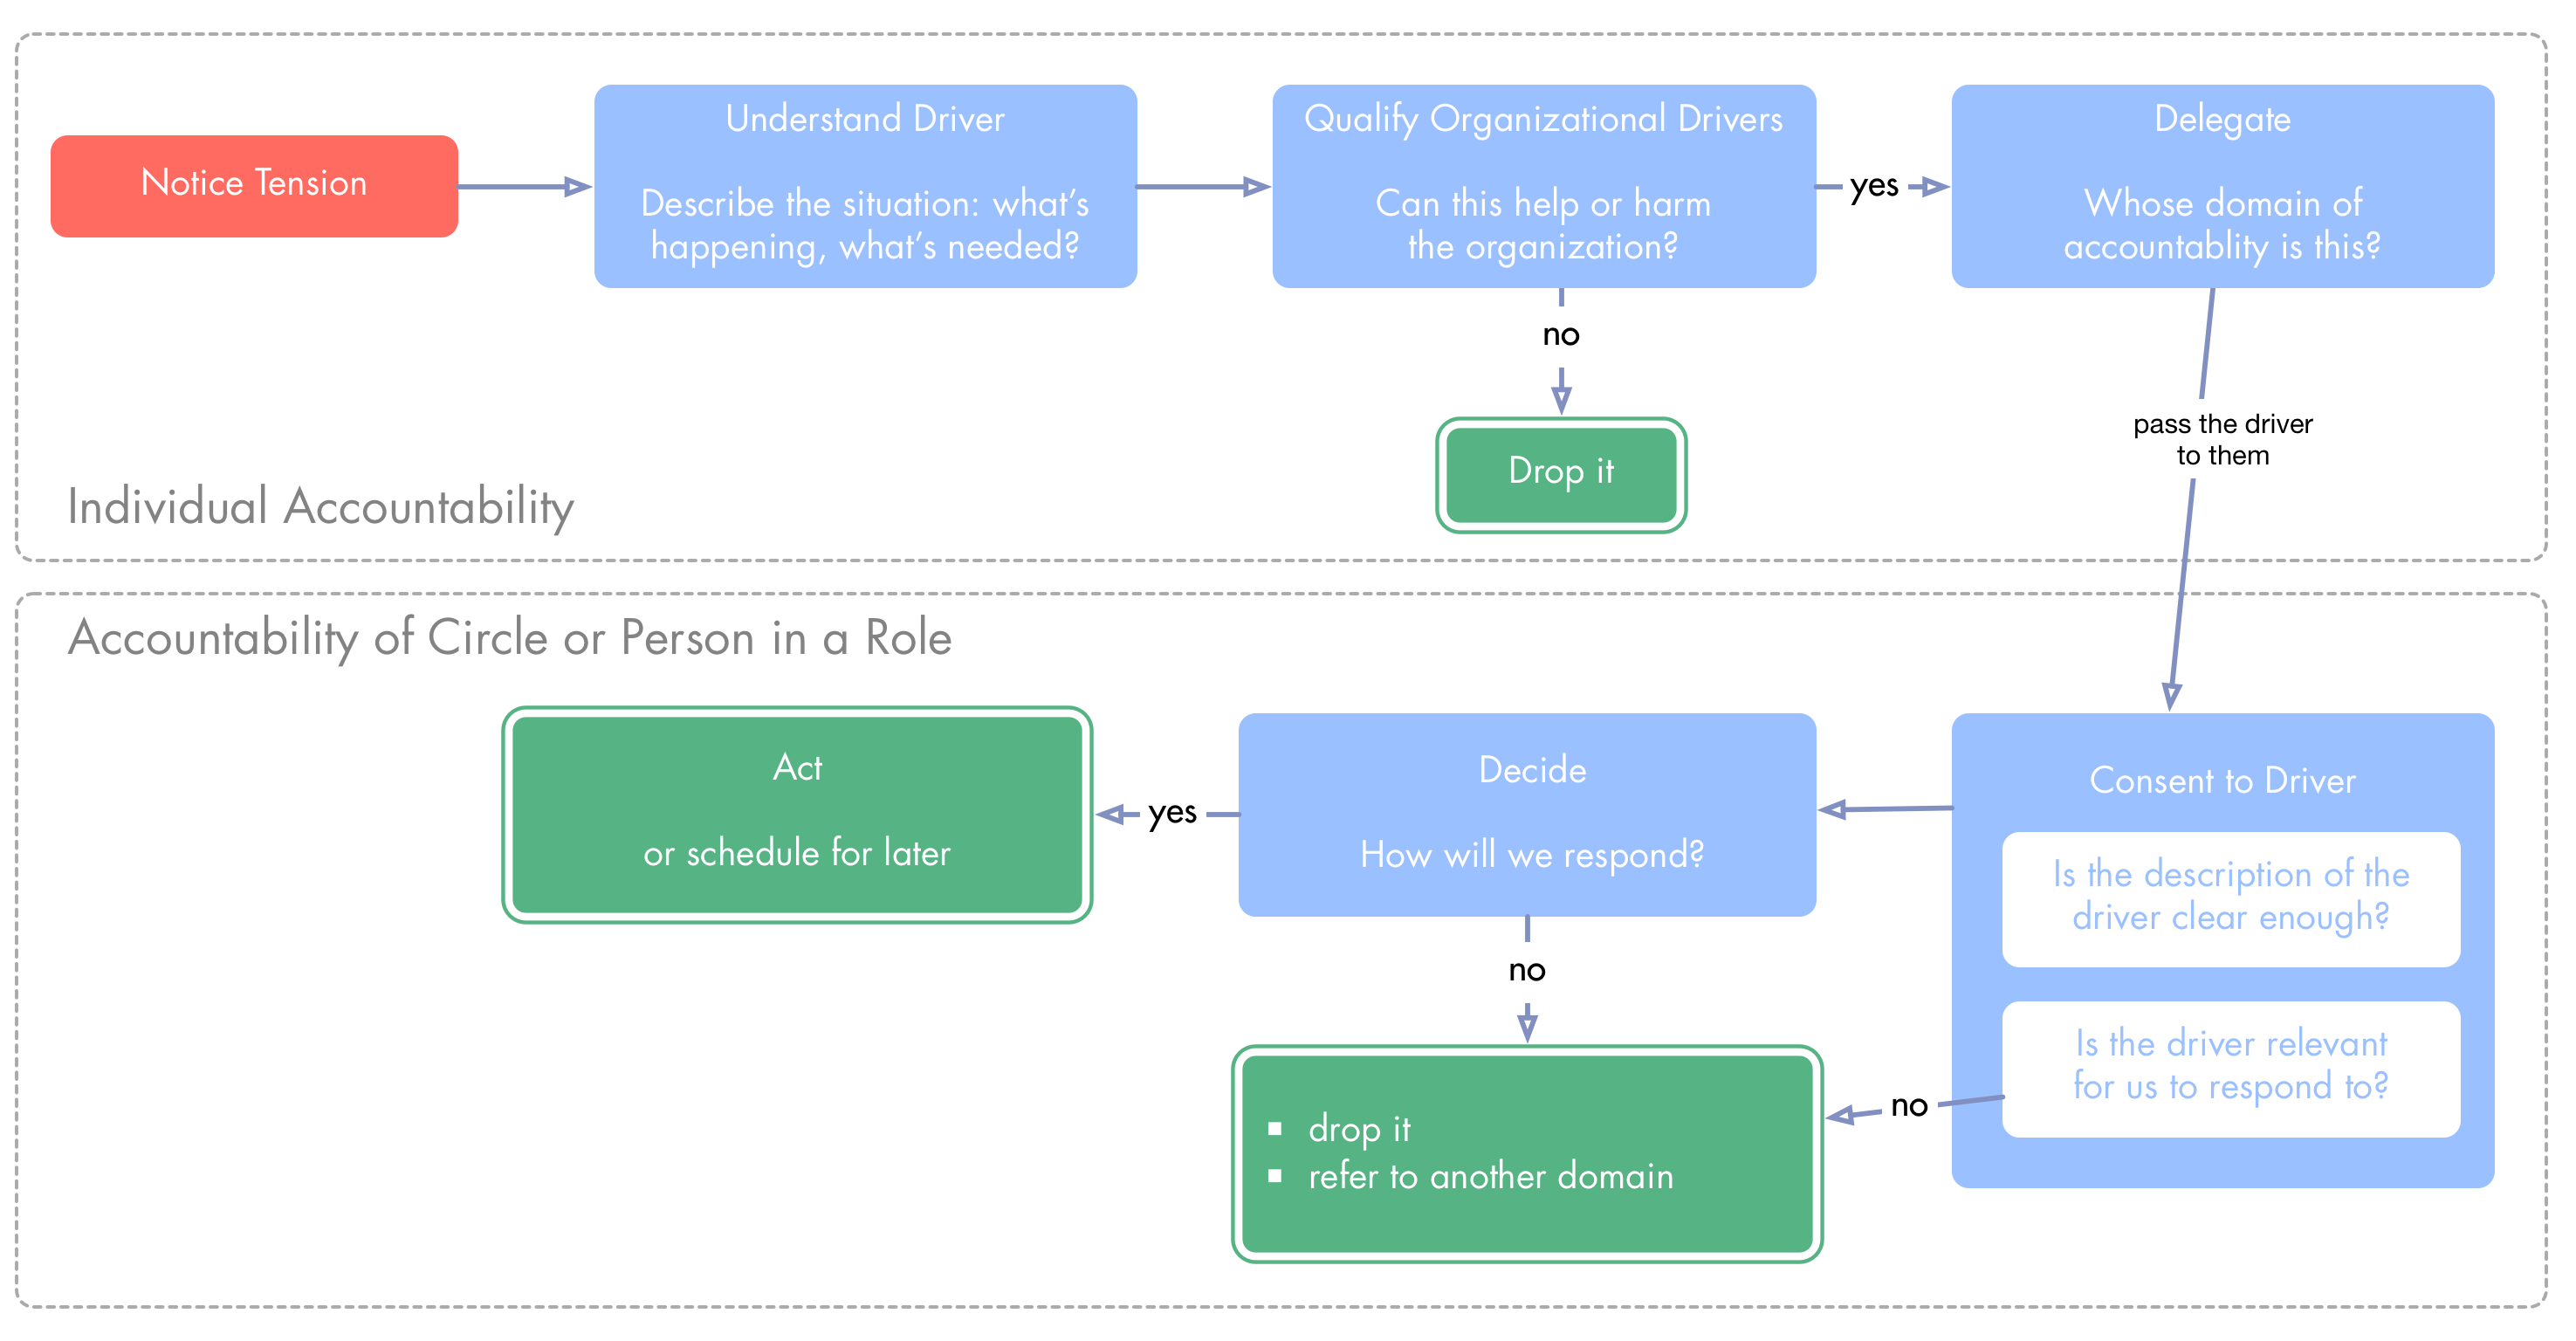 Notice Tension
Understand Driver
Describe the situation: what's
happening, what's needed?
Qualify Organizational Drivers
Can this help or harm
the organization?
yes
Delegate
Whose domain of
accountablity is this?
no
Drop it
pass the driver
to them
Individual Accountability
Accountability of Circle or Person in a Role
Consent to Driver
Is the description of the
driver clear enough?
Is the driver relevant
for us to respond to?
Decide
How will we respond?
yes
Act
or schedule for later
no
no
▪ drop it
▪ refer to another domain